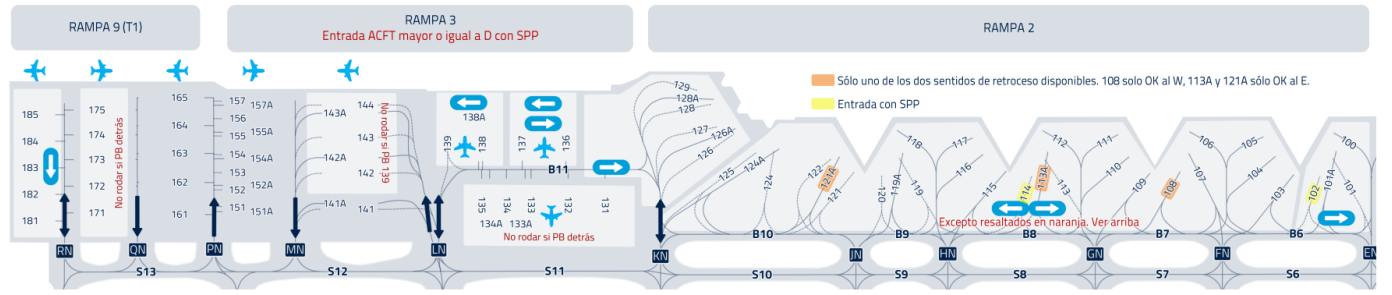 RAMPA 9 (T1)
RAMPA 3
Entrada ACFT mayor o igual a D con SPP
RAMPA 2
Sólo uno de los dos sentidos de retroceso disponibles. 108 solo OK al W, 113A y 121A sólo OK al E.
Entrada con SPP
185
184
183
182
181
175
174
173
172
171
No rodar si PB detrás
165
164
163
162
161
157
156
155
154
153
152
151
157A
155A
154A
152A
151A
143A
142A
141A
144
143
142
141
No rodar si PB 139
138A
139
138
137
136
B11
135
134
133
132
131
134A
133A
No rodar si PB detrás
129
128A
128
127
126A
126
125
124A
124
122
121A
121
120
119A
118
117
116
115
114
113A
113
112
111
110
109
108
107
106
105
104
103
102
101A
101
100
Excepto resaltados en naranja. Ver arriba
B10
B9
B8
B7
B6
RN
QN
PN
MN
LN
KN
JN
HN
GN
FN
EN
S13
S12
S11
S10
S9
S8
S7
S6